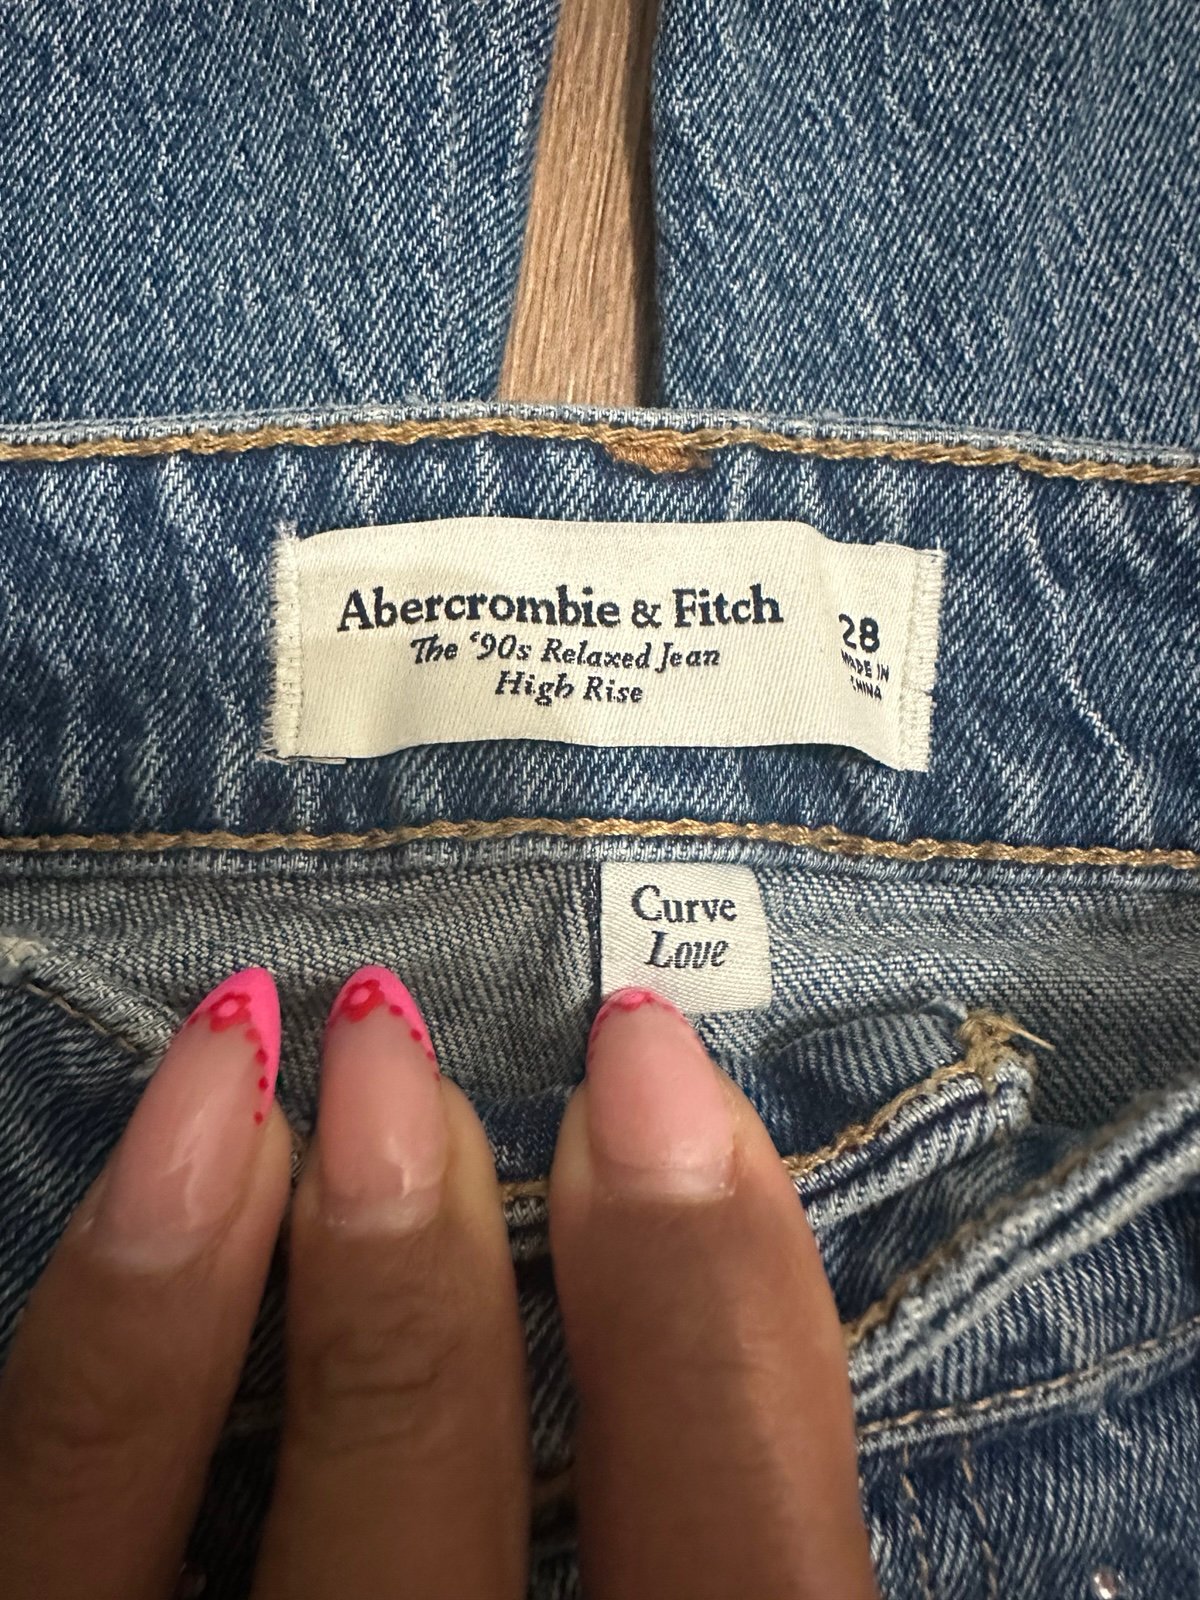 Abercrombie & Fitch
The ‘90s Relaxed Jean
High Rise
28
MADE IN
CHINA
Curve
Love